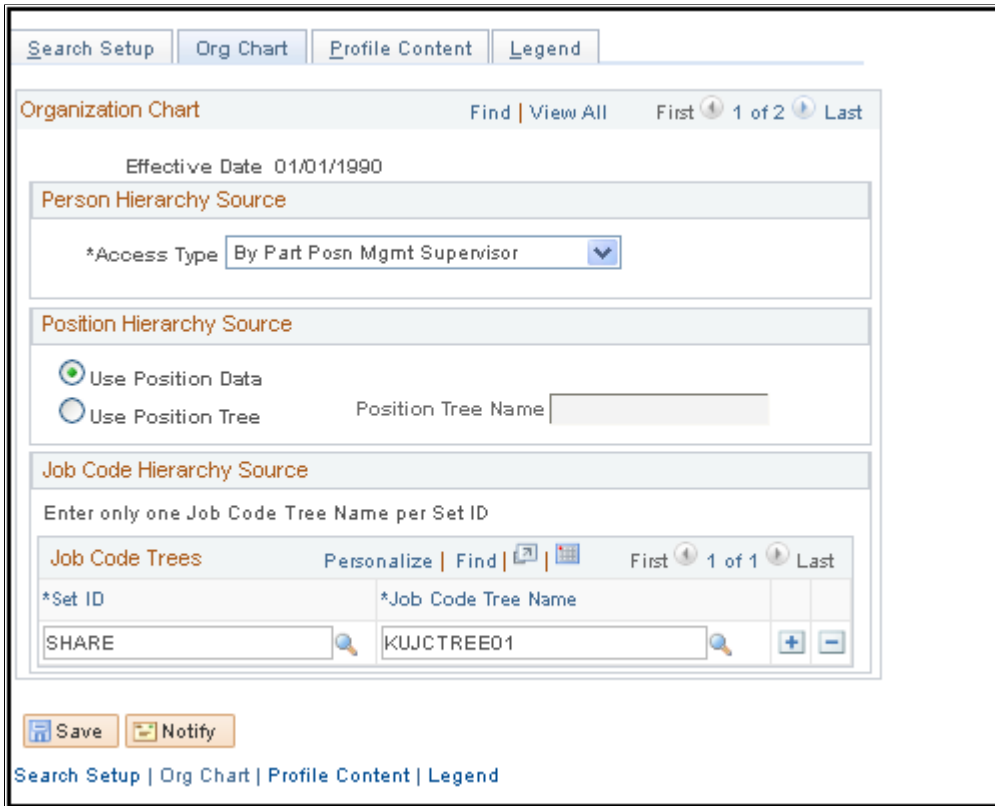 Search Setup Org Chart Profile Content Legend
Organization Chart Find | View All First 1 of 2 Last
Effective Date 01/01/1990
Person Hierarchy Source
*Access Type By Part Posn Mgmt Supervisor
Position Hierarchy Source
Use Position Data
Use Position Tree Position Tree Name
Job Code Hierarchy Source
Enter only one Job Code Tree Name per Set ID
Job Code Trees Personalize | Find | | First 1 of 1 Last
*Set ID *Job Code Tree Name
SHARE KUJCTREE01
Save Notify
Search Setup | Org Chart | Profile Content | Legend